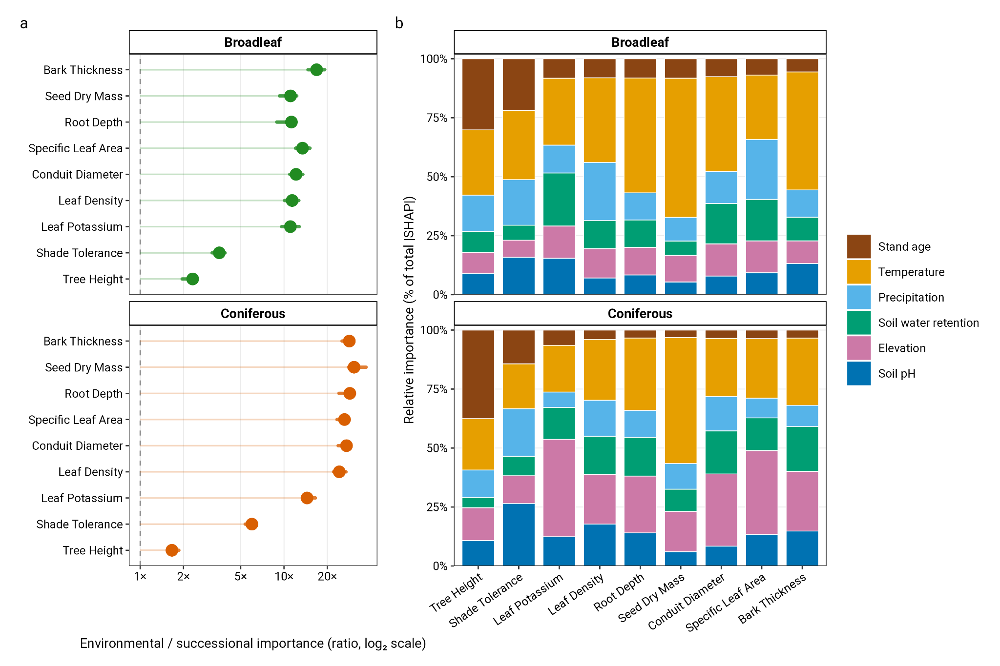 a
Broadleaf
Bark Thickness
Seed Dry Mass
Root Depth
Specific Leaf Area
Conduit Diameter
Leaf Density
Leaf Potassium
Shade Tolerance
Tree Height
Coniferous
Bark Thickness
Seed Dry Mass
Root Depth
Specific Leaf Area
Conduit Diameter
Leaf Density
Leaf Potassium
Shade Tolerance
Tree Height
1× 2× 5× 10× 20×
Environmental / successional importance (ratio, log₂ scale)
b
Relative importance (% of total |SHAP|)
Broadleaf
100%
75%
50%
25%
0%
Coniferous
100%
75%
50%
25%
0%
Tree Height
Shade Tolerance
Leaf Potassium
Leaf Density
Root Depth
Seed Dry Mass
Conduit Diameter
Specific Leaf Area
Bark Thickness
Stand age
Temperature
Precipitation
Soil water retention
Elevation
Soil pH